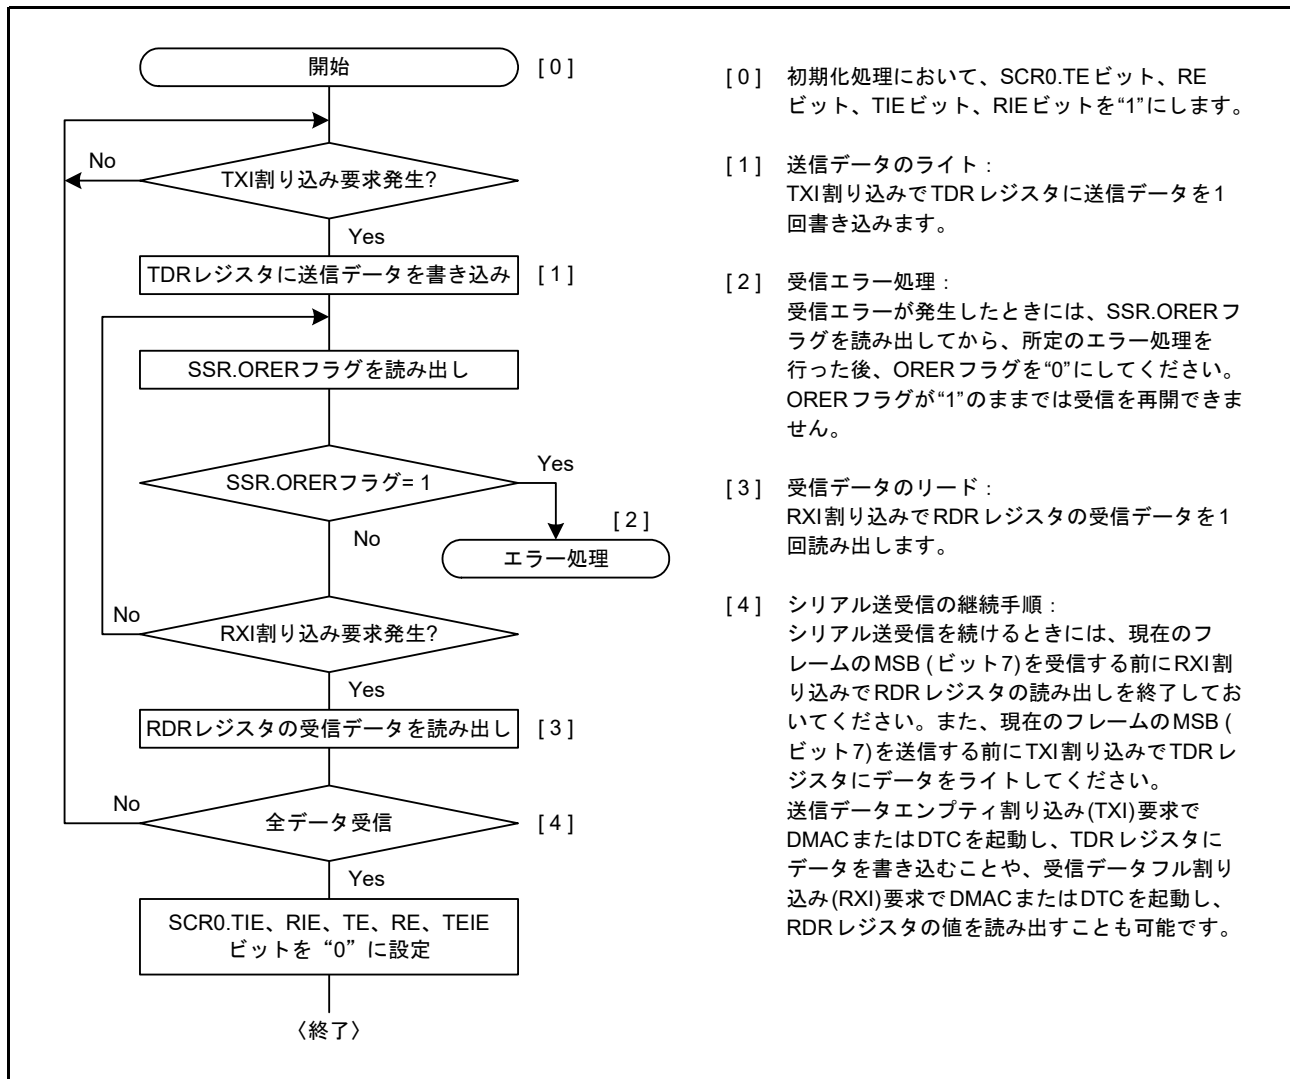 開始
[ 0 ]
No
TXI割り込み要求発生?
Yes
TDRレジスタに送信データを書き込み
[ 1 ]
SSR.ORERフラグを読み出し
SSR.ORERフラグ= 1
Yes
[ 2 ]
No
エラー処理
No
RXI割り込み要求発生?
Yes
RDRレジスタの受信データを読み出し
[ 3 ]
No
全データ受信
[ 4 ]
Yes
SCR0.TIE、RIE、TE、RE、TEIE
ビットを“0”に設定
〈終了〉
[ 0 ] 初期化処理において、SCR0.TEビット、RE
ビット、TIEビット、RIEビットを“1”にします。
[ 1 ] 送信データのライト：
TXI割り込みでTDRレジスタに送信データを1
回書き込みます。
[ 2 ] 受信エラー処理：
受信エラーが発生したときには、SSR.ORERフ
ラグを読み出してから、所定のエラー処理を
行った後、ORERフラグを“0”にしてください。
ORERフラグが“1”のままでは受信を再開できま
せん。
[ 3 ] 受信データのリード：
RXI割り込みでRDRレジスタの受信データを1
回読み出します。
[ 4 ] シリアル送受信の継続手順：
シリアル送受信を続けるときには、現在のフ
レームのMSB (ビット7)を受信する前にRXI割
り込みでRDRレジスタの読み出しを終了してお
いてください。また、現在のフレームのMSB (
ビット7)を送信する前にTXI割り込みでTDRレ
ジスタにデータをライトしてください。
送信データエンプティ割り込み(TXI)要求で
DMACまたはDTCを起動し、TDRレジスタに
データを書き込むことや、受信データフル割り
込み(RXI)要求でDMACまたはDTCを起動し、
RDRレジスタの値を読み出すことも可能です。